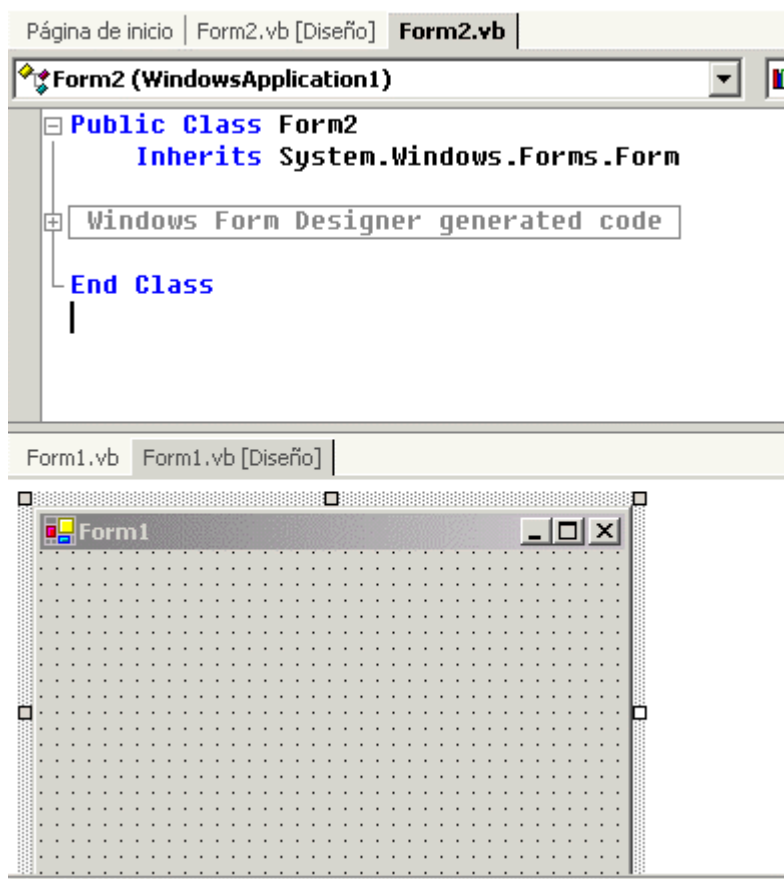 Página de inicio Form2.vb [Diseño] Form2.vb
Form2 (WindowsApplication1)
Public Class Form2
Inherits System.Windows.Forms.Form
Windows Form Designer generated code
End Class
Form1.vb Form1.vb [Diseño]
Form1